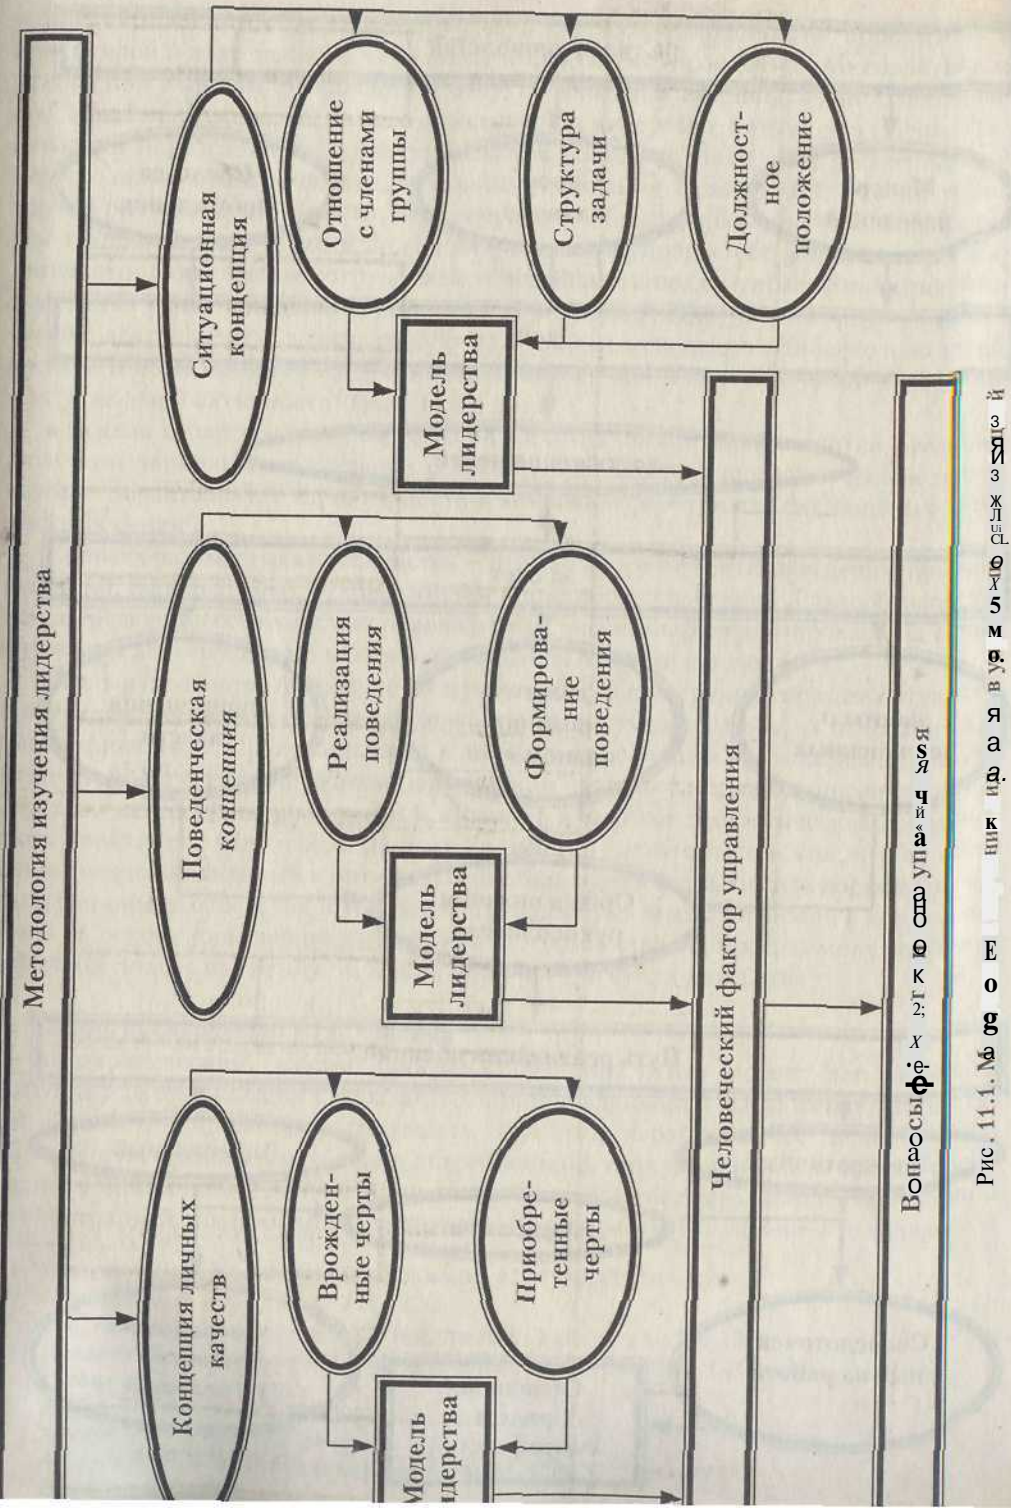 Методология изучения лидерства
Концепция личных
качеств
Поведенческая
концепция
Ситуационная
концепция
Врожден-
ные черты
Приобре-
тенные
черты
Модель
идерства
Реализация
поведения
Формирова-
ние
поведения
Модель
лидерства
Отношение
с членами
группы
Структура
задачи
Должност-
ное
положение
Модель
лидерства
Человеческий фактор управления
Рис. 11.1. М